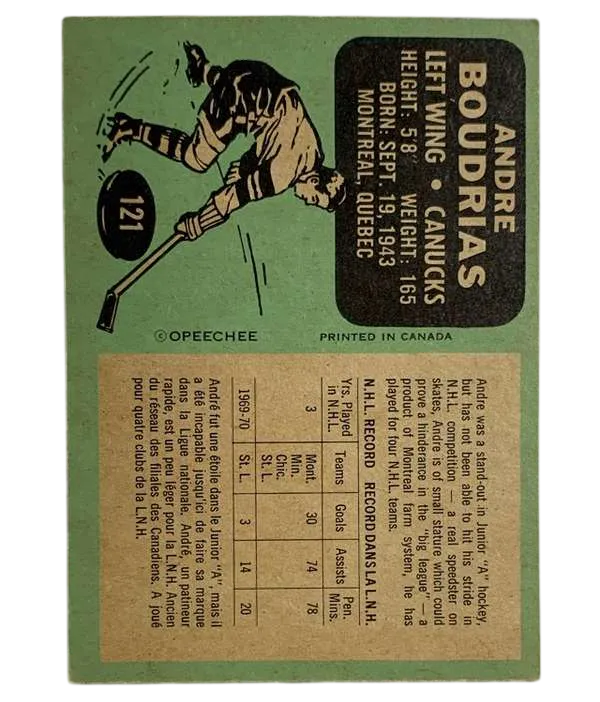 ANDRE
BOUDRIAS
LEFT WING • CANUCKS
HEIGHT: 5'8" WEIGHT: 165
BORN: SEPT. 19, 1943
MONTREAL, QUEBEC
121
© OPEECHEE
PRINTED IN CANADA
Andre was a stand-out in Junior "A" hockey,
but has not been able to hit his stride in
N.H.L. competition — a real speedster on
skates, Andre is of small stature which could
prove a hinderance in the "big league" — a
product of Montreal farm system, he has
played for four N.H.L. teams.
N.H.L. RECORD RECORD DANS LA L.N.H.
Yrs. Played in N.H.L. Teams Goals Assists Pen. Mins.
3 Mont. 30 74 78
Min.
Chic.
St. L.
1969-70 St. L. 3 14 20
André fut une étoile dans le Junior "A", mais il
a été incapable jusqu'ici de faire sa marque
dans la Ligue nationale. André, un patineur
rapide, est un peu léger pour la L.N.H. Ancien
du réseau des filiales des Canadiens. A joué
pour quatre clubs de la L.N.H.